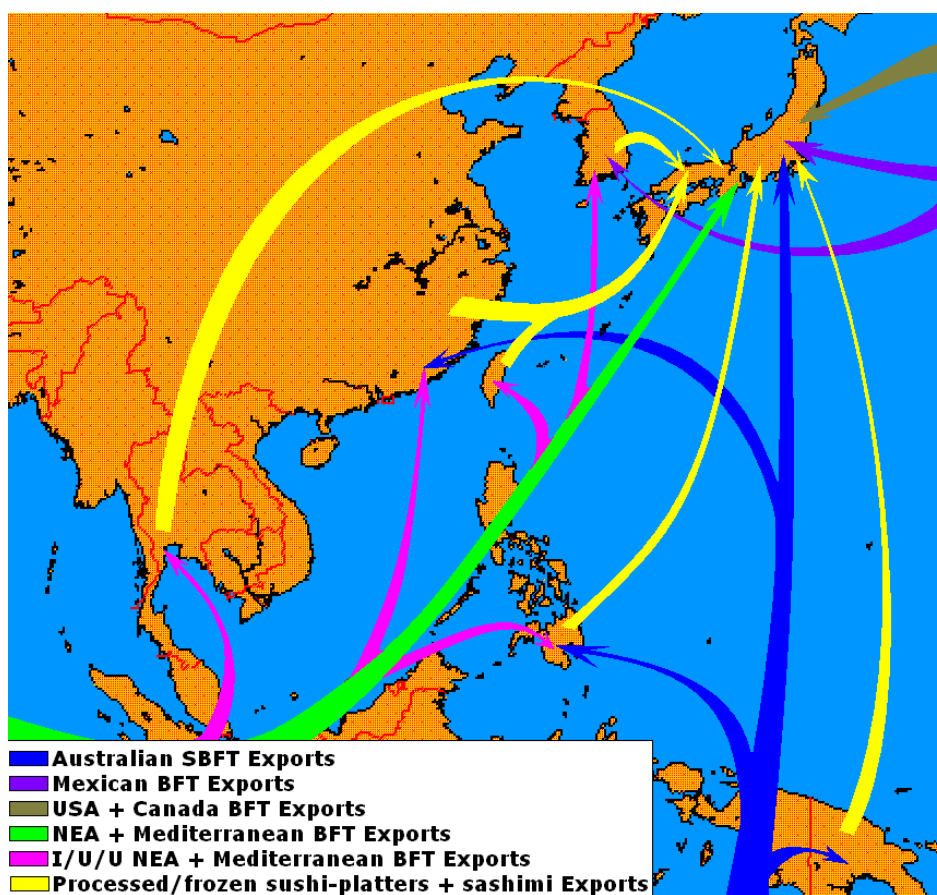 Australian SBFT Exports
Mexican BFT Exports
USA + Canada BFT Exports
NEA + Mediterranean BFT Exports
I/U/U NEA + Mediterranean BFT Exports
Processed/frozen sushi-platters + sashimi Exports